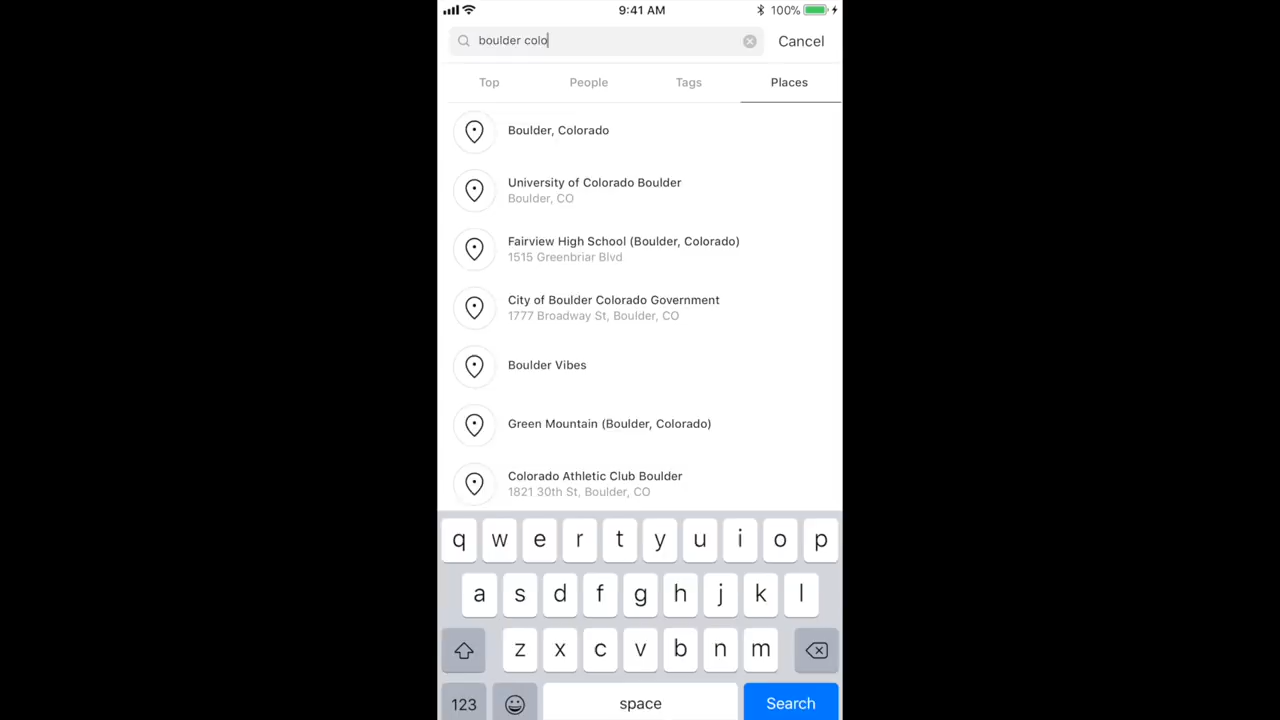 9:41 AM
100%
boulder colo
Cancel
Top People Tags Places
Boulder, Colorado
University of Colorado Boulder
Boulder, CO
Fairview High School (Boulder, Colorado)
1515 Greenbriar Blvd
City of Boulder Colorado Government
1777 Broadway St, Boulder, CO
Boulder Vibes
Green Mountain (Boulder, Colorado)
Colorado Athletic Club Boulder
1821 30th St, Boulder, CO
q w e r t y u i o p
a s d f g h j k l
z x c v b n m
123 space Search